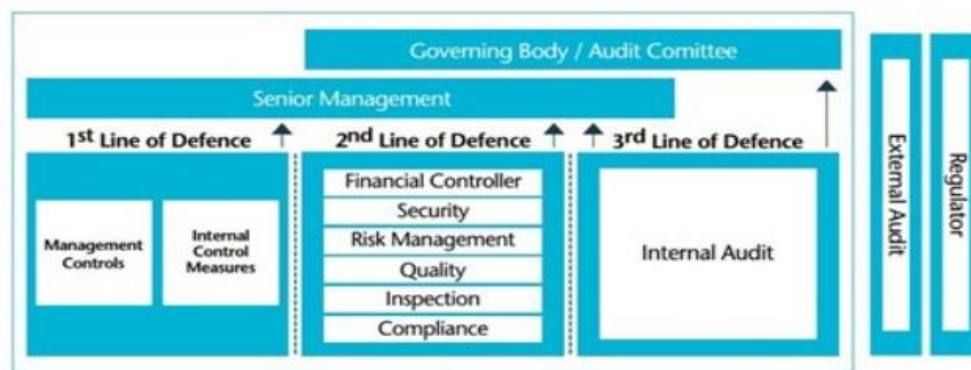 Governing Body / Audit Comittee
Senior Management
1st Line of Defence
2nd Line of Defence
3rd Line of Defence
Management
Controls
Internal
Control
Measures
Financial Controller
Security
Risk Management
Quality
Inspection
Compliance
Internal Audit
External Audit
Regulator